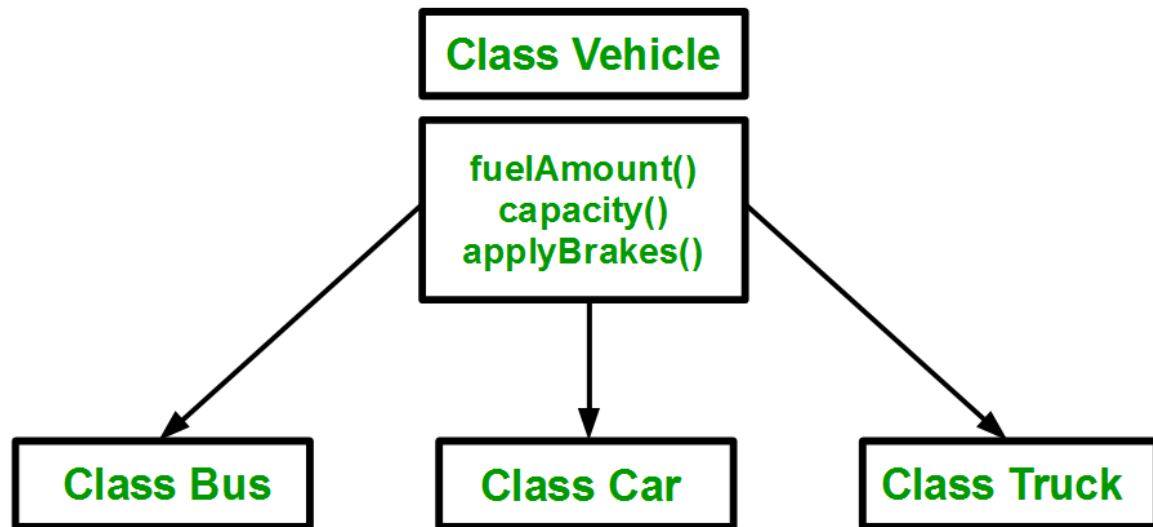 Class Vehicle
fuelAmount()
capacity()
applyBrakes()
Class Bus
Class Car
Class Truck